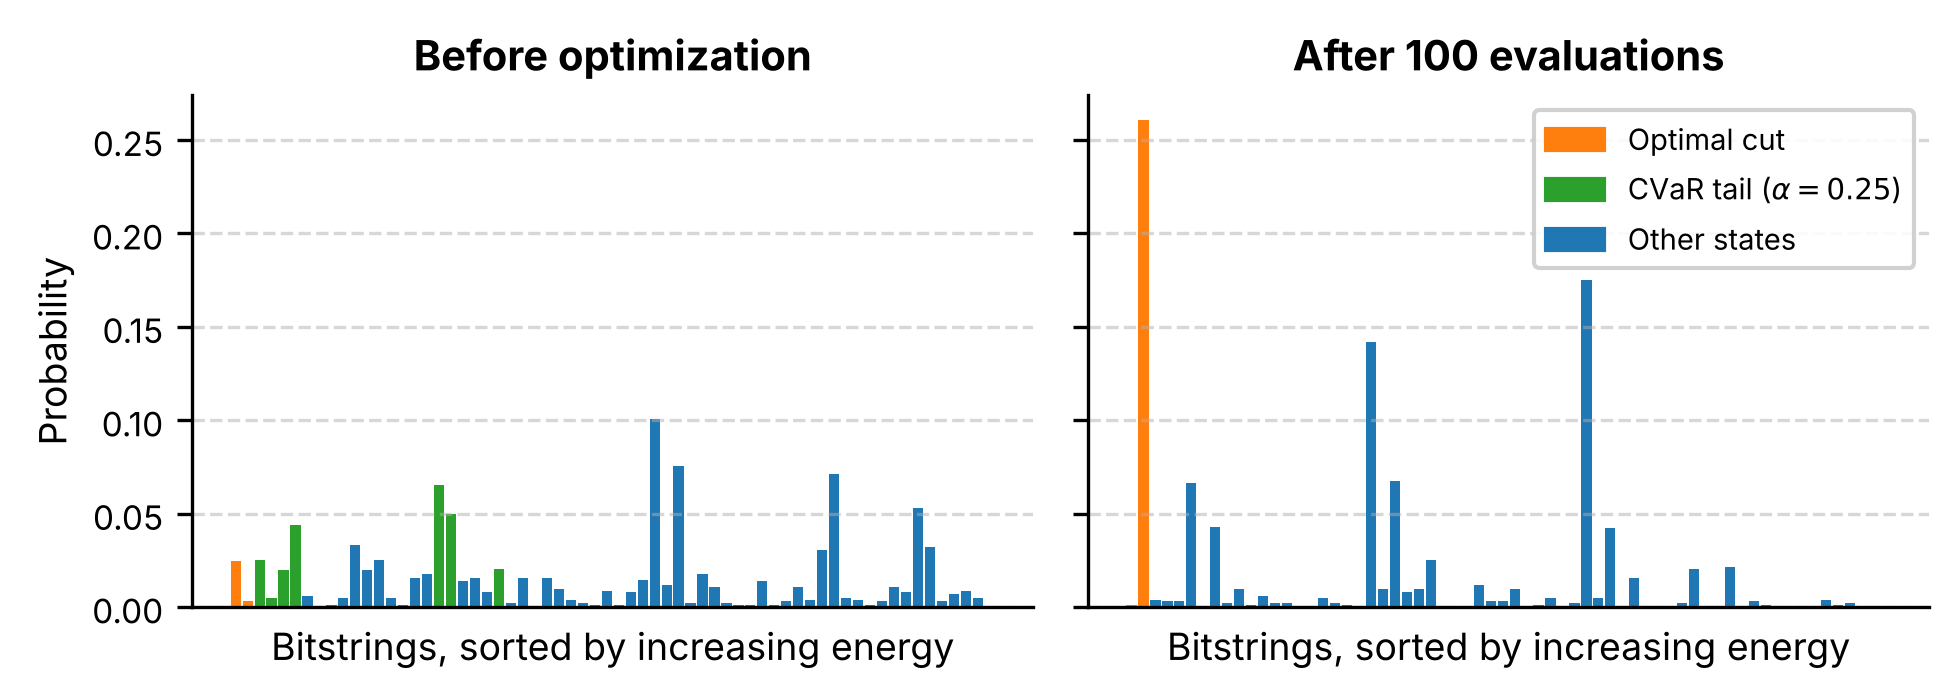 Before optimization
After 100 evaluations
Probability
0.25
0.20
0.15
0.10
0.05
0.00
Optimal cut
CVaR tail (α = 0.25)
Other states
Bitstrings, sorted by increasing energy
Bitstrings, sorted by increasing energy